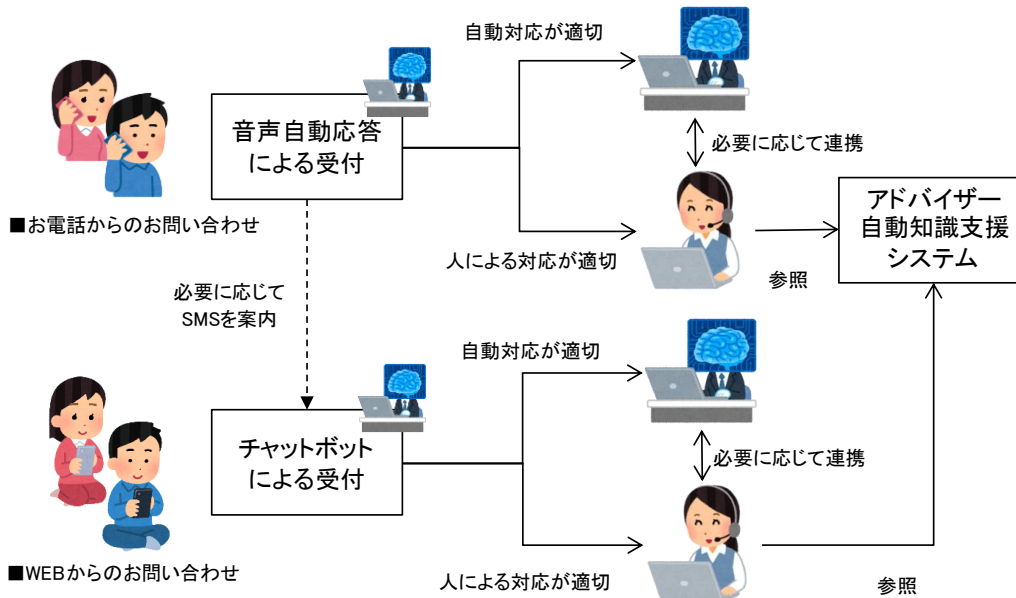 自動対応が適切
音声自動応答
による受付
必要に応じて連携
■お電話からのお問い合わせ
人による対応が適切
参照
アドバイザー
自動知識支援
システム
必要に応じて
SMSを案内
自動対応が適切
チャットボット
による受付
必要に応じて連携
■WEBからのお問い合わせ
人による対応が適切
参照